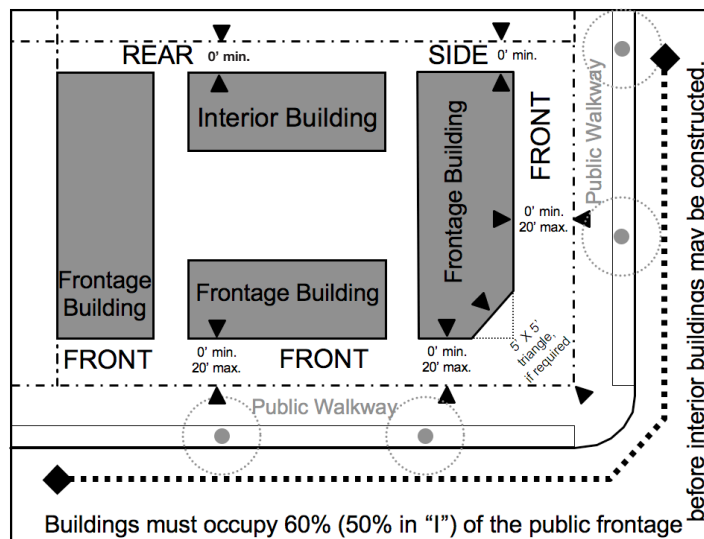 REAR
0' min.
SIDE
0' min.
Interior Building
Frontage Building
FRONT
Public Walkway
0' min.
20' max.
Frontage
Building
Frontage Building
FRONT
0' min.
20' max.
FRONT
0' min.
20' max.
5' X 5'
triangle,
if required
Public Walkway
Buildings must occupy 60% (50% in “I”) of the public frontage
before interior buildings may be constructed.